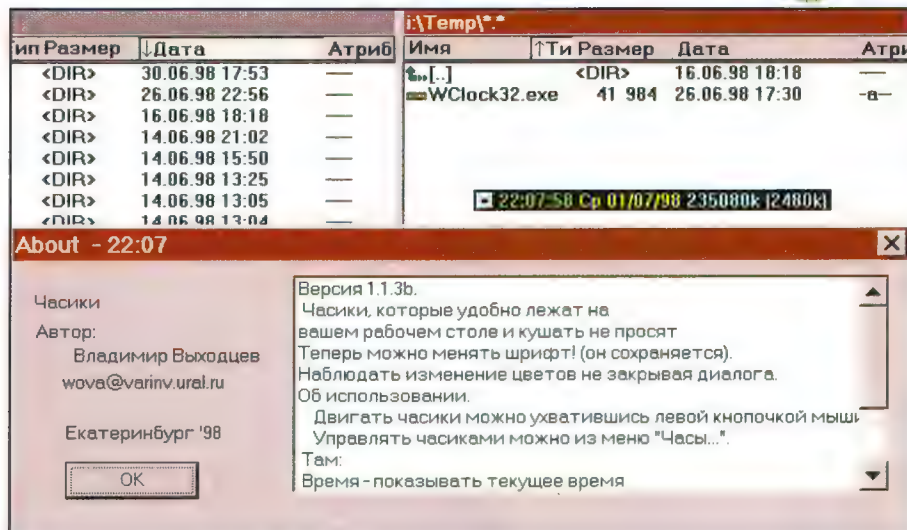 i:\Temp\*.*
ип Размер ↓Дата Атриб
<DIR> 30.06.98 17:53 —
<DIR> 26.06.98 22:56 —
<DIR> 16.06.98 18:18 —
<DIR> 14.06.98 21:02 —
<DIR> 14.06.98 15:50 —
<DIR> 14.06.98 13:25 —
<DIR> 14.06.98 13:05 —
<DIR> 14.06.98 13:04
Имя ↑Ти Размер Дата Атри
[..] <DIR> 16.06.98 18:18 —
WClock32.exe 41 984 26.06.98 17:30 -a—
22:07:58 Ср 01/07/98 235080k [2480k]
About - 22:07
Часики
Автор:
Владимир Выходцев
wova@varinv.ural.ru
Екатеринбург '98
OK
Версия 1.1.3b.
Часики, которые удобно лежат на
вашем рабочем столе и кушать не просят
Теперь можно менять шрифт! (он сохраняется).
Наблюдать изменение цветов не закрывая диалога.
Об использовании.
Двигать часики можно ухватившись левой кнопочкой мыши
Управлять часиками можно из меню "Часы...".
Там:
Время - показывать текущее время